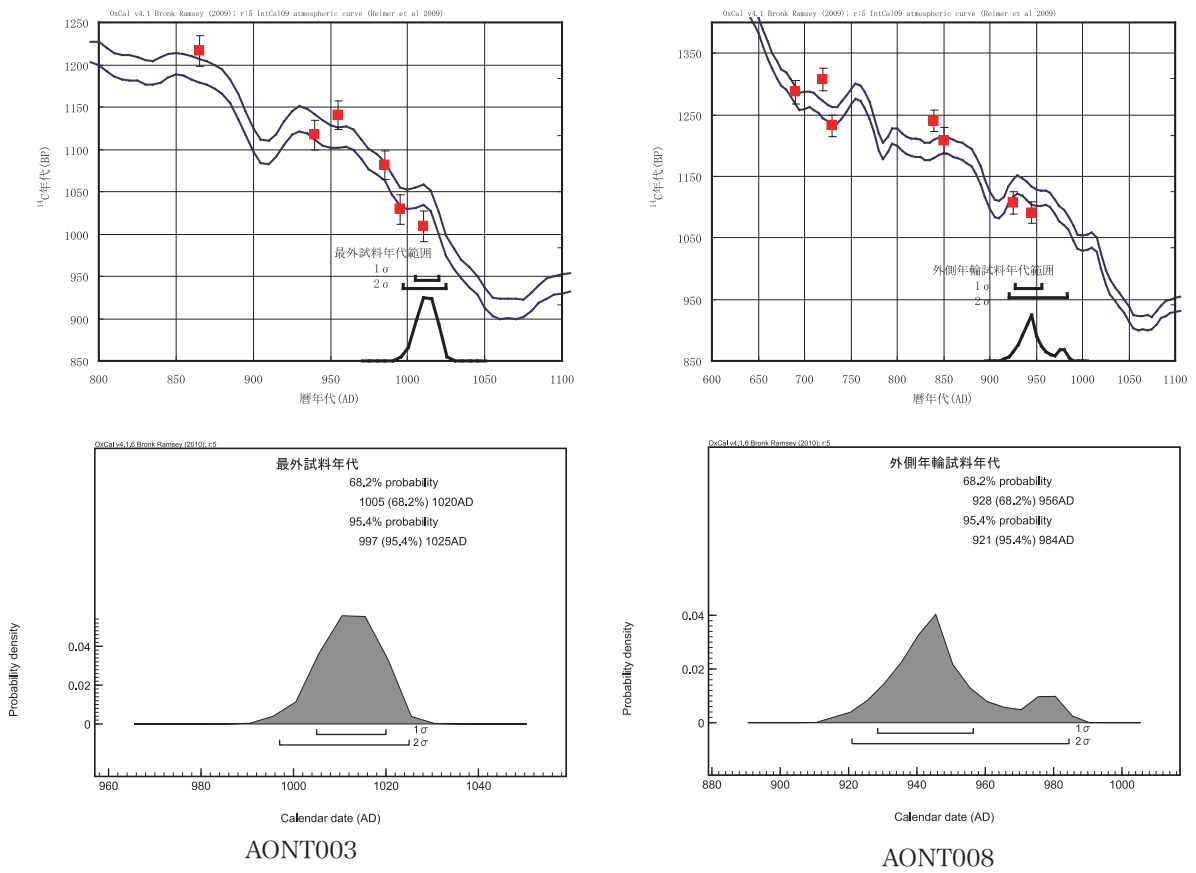 OxCal v4.1 Bronk Ramsey (2009); r:5 IntCal09 atmospheric curve (Reimer et al 2009)
1250
1200
1150
1100
1050
1000
950
900
850
¹⁴C年代(BP)
最外試料年代範囲
1σ
2σ
800 850 900 950 1000 1050 1100
暦年代(AD)
OxCal v4.1 Bronk Ramsey (2009); r:5 IntCal09 atmospheric curve (Reimer et al 2009)
1350
1250
1150
1050
950
850
¹⁴C年代(BP)
外側年輪試料年代範囲
1σ
2σ
600 650 700 750 800 850 900 950 1000 1050 1100
暦年代(AD)
OxCal v4.1.6 Bronk Ramsey (2010); r:5
最外試料年代
68.2% probability
1005 (68.2%) 1020AD
95.4% probability
997 (95.4%) 1025AD
Probability density
0.04
0.02
0
1σ
2σ
960 980 1000 1020 1040
Calendar date (AD)
AONT003
OxCal v4.1.6 Bronk Ramsey (2010); r:5
外側年輪試料年代
68.2% probability
928 (68.2%) 956AD
95.4% probability
921 (95.4%) 984AD
Probability density
0.04
0.02
0
1σ
2σ
880 900 920 940 960 980 1000
Calendar date (AD)
AONT008